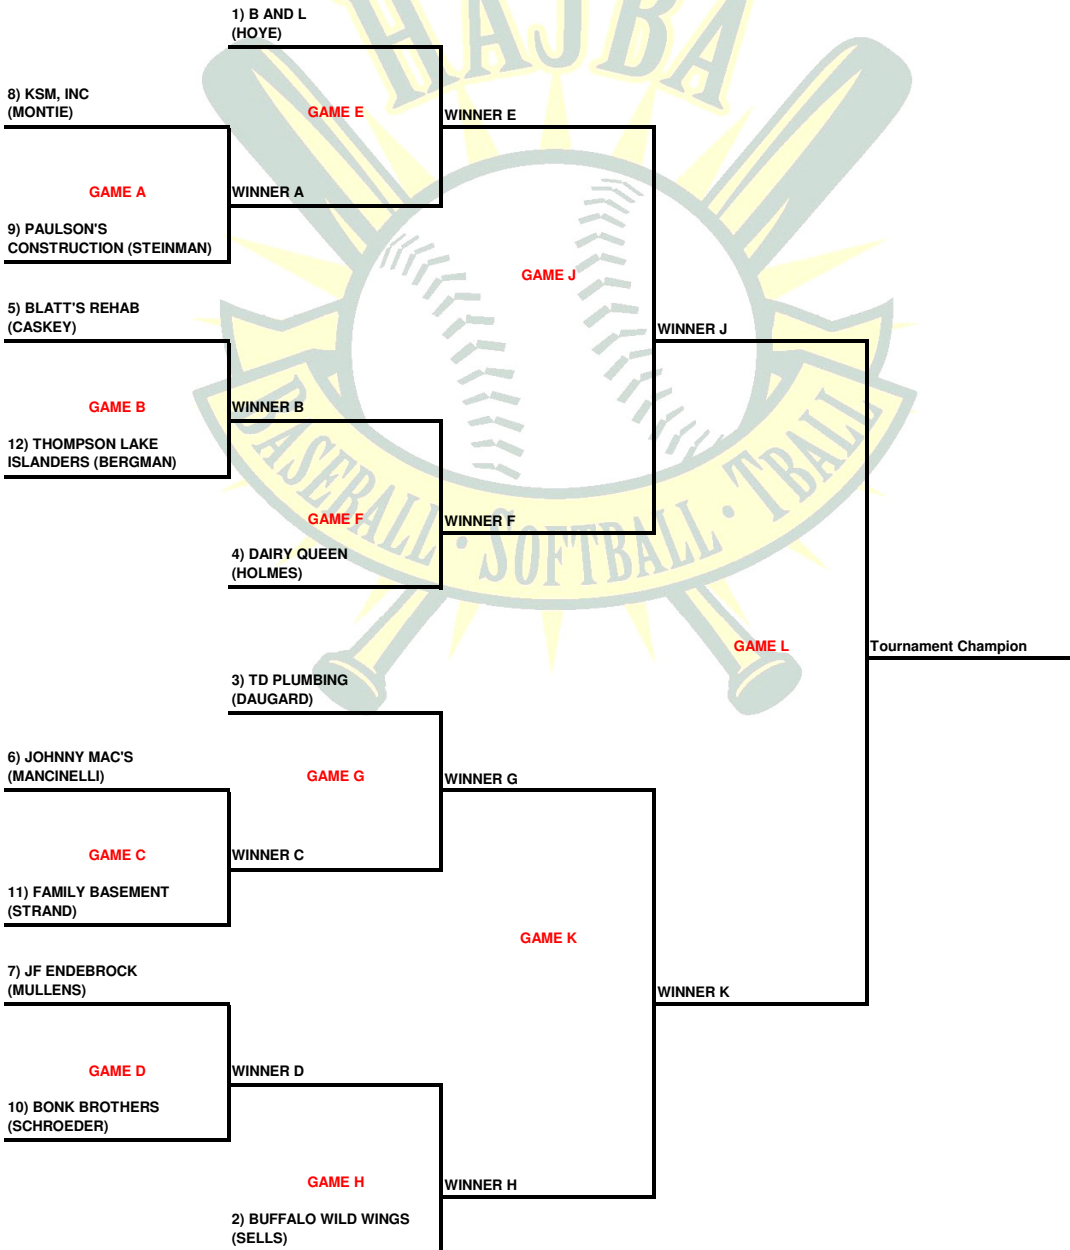 HAJBA
1) B AND L
(HOYE)
8) KSM, INC
(MONTIE)
GAME E
WINNER E
GAME A
WINNER A
9) PAULSON'S
CONSTRUCTION (STEINMAN)
GAME J
5) BLATT'S REHAB
(CASKEY)
WINNER J
GAME B
WINNER B
12) THOMPSON LAKE
ISLANDERS (BERGMAN)
BASEBALL · SOFTBALL · TBALL
GAME F
WINNER F
4) DAIRY QUEEN
(HOLMES)
GAME L
Tournament Champion
3) TD PLUMBING
(DAUGARD)
6) JOHNNY MAC'S
(MANCINELLI)
GAME G
WINNER G
GAME C
WINNER C
11) FAMILY BASEMENT
(STRAND)
GAME K
7) JF ENDEBROCK
(MULLENS)
WINNER K
GAME D
WINNER D
10) BONK BROTHERS
(SCHROEDER)
GAME H
WINNER H
2) BUFFALO WILD WINGS
(SELLS)